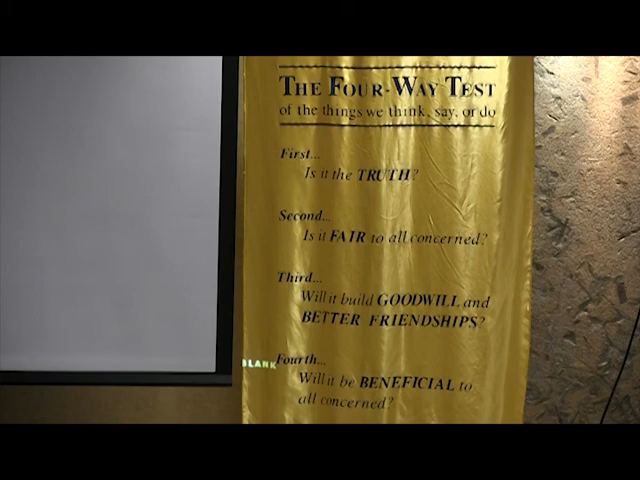 THE FOUR-WAY TEST
of the things we think, say, or do
First...
Is it the TRUTH?
Second...
Is it FAIR to all concerned?
Third...
Will it build GOODWILL and
BETTER FRIENDSHIPS?
BLANK
Fourth...
Will it be BENEFICIAL to
all concerned?